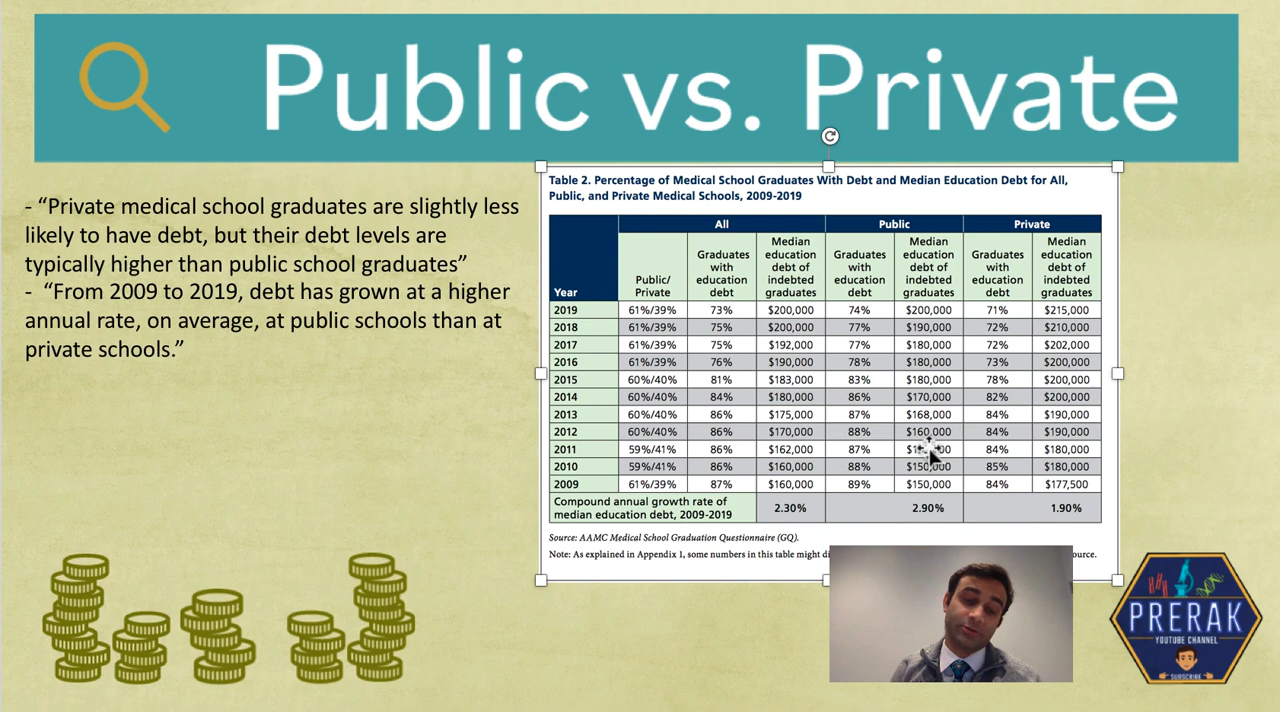 Public vs. Private
- “Private medical school graduates are slightly less
likely to have debt, but their debt levels are
typically higher than public school graduates”
- “From 2009 to 2019, debt has grown at a higher
annual rate, on average, at public schools than at
private schools.”
Table 2. Percentage of Medical School Graduates With Debt and Median Education Debt for All,
Public, and Private Medical Schools, 2009-2019
All Public Private
Year Public/Private Graduates with education debt Median education debt of indebted graduates Graduates with education debt Median education debt of indebted graduates Graduates with education debt Median education debt of indebted graduates
2019 61%/39% 73% $200,000 74% $200,000 71% $215,000
2018 61%/39% 75% $200,000 77% $190,000 72% $210,000
2017 61%/39% 75% $192,000 77% $180,000 72% $202,000
2016 61%/39% 76% $190,000 78% $180,000 73% $200,000
2015 60%/40% 81% $183,000 83% $180,000 78% $200,000
2014 60%/40% 84% $180,000 86% $170,000 82% $200,000
2013 60%/40% 86% $175,000 87% $168,000 84% $190,000
2012 60%/40% 86% $170,000 88% $160,000 84% $190,000
2011 59%/41% 86% $162,000 87% 84% $180,000
2010 59%/41% 86% $160,000 88% $150,000 85% $180,000
2009 61%/39% 87% $160,000 89% $150,000 84% $177,500
Compound annual growth rate of
median education debt, 2009-2019 2.30% 2.90% 1.90%
Source: AAMC Medical School Graduation Questionnaire (GQ).
Note: As explained in Appendix 1, some numbers in this table might
PRERAK
YOUTUBE CHANNEL
SUBSCRIBE